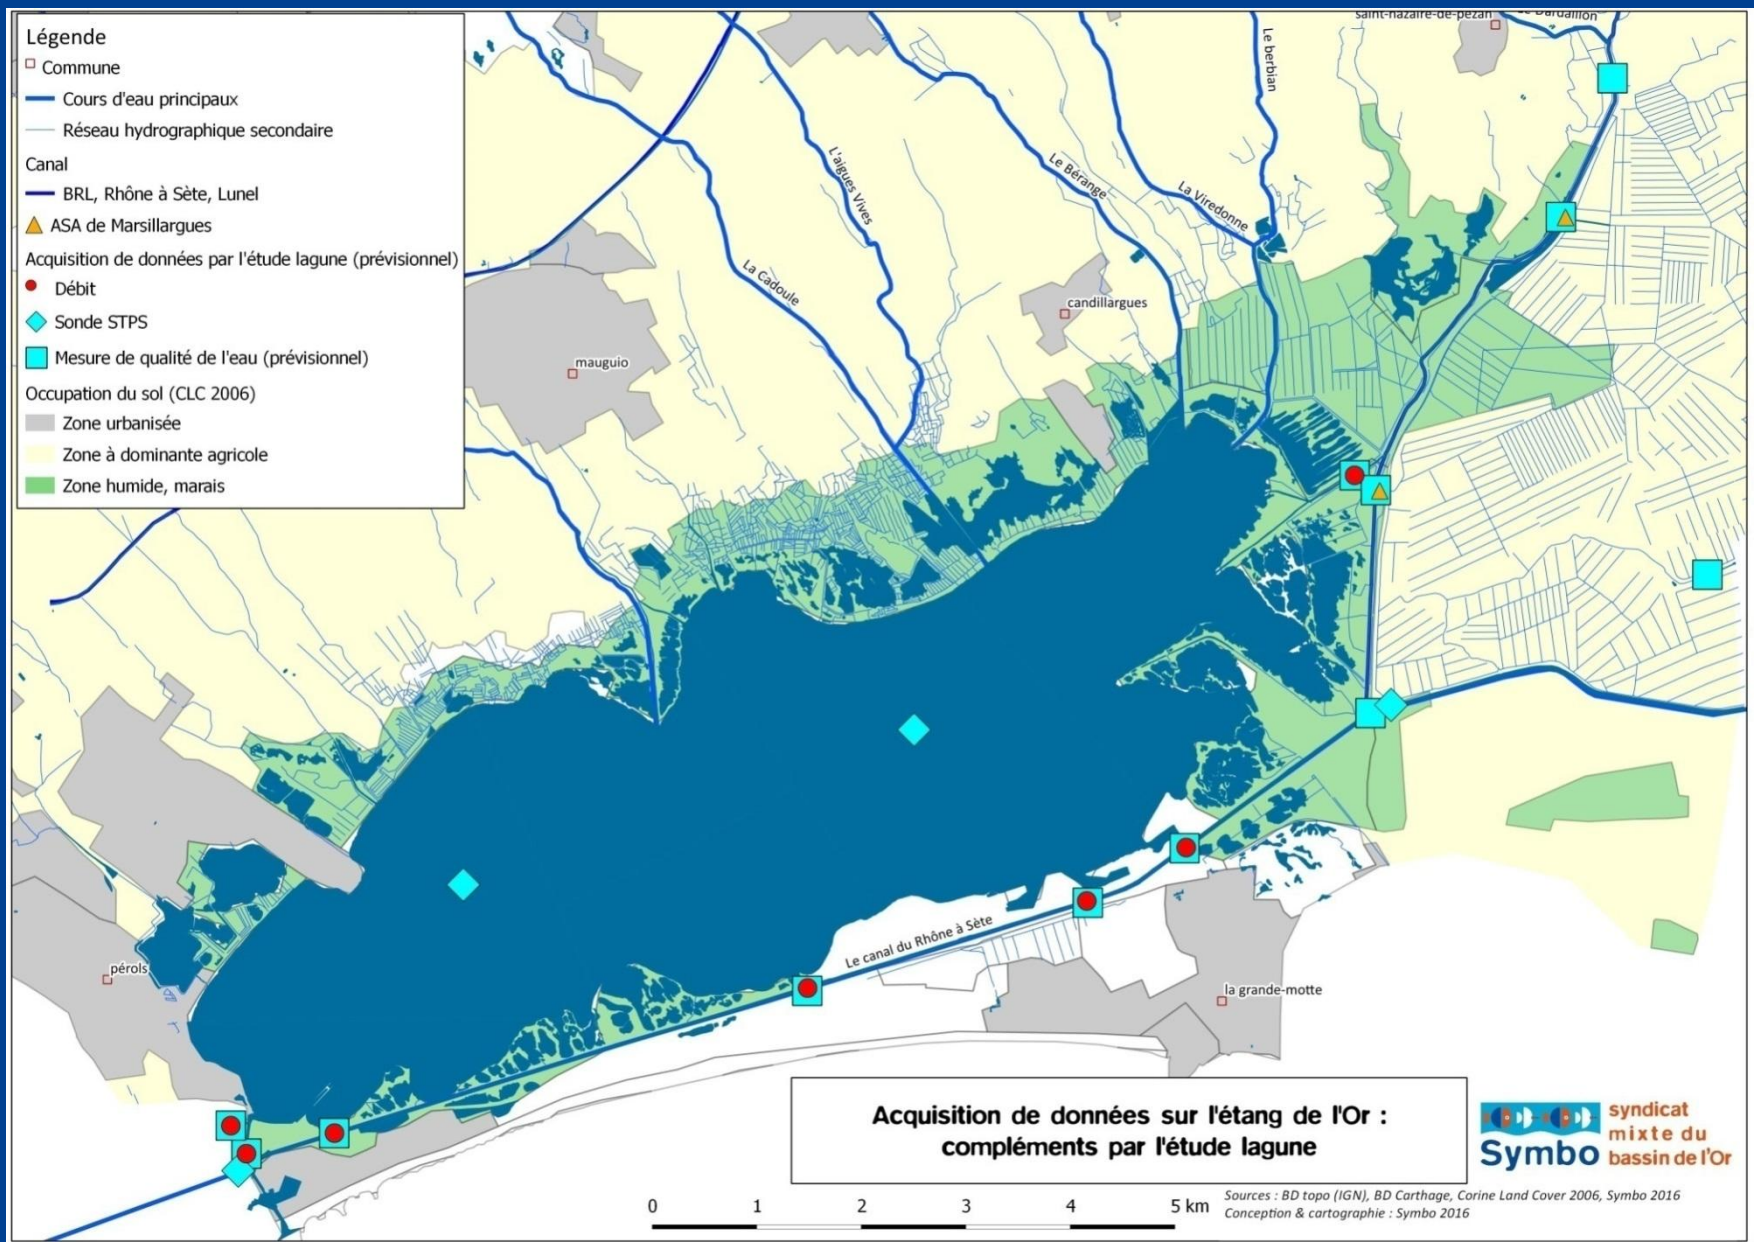 Légende
Commune
Cours d'eau principaux
Réseau hydrographique secondaire
Canal
BRL, Rhône à Sète, Lunel
ASA de Marsillargues
Acquisition de données par l'étude lagune (prévisionnel)
Débit
Sonde STPS
Mesure de qualité de l'eau (prévisionnel)
Occupation du sol (CLC 2006)
Zone urbanisée
Zone à dominante agricole
Zone humide, marais
saint-nazaire-de-pezan
Le Dardaillon
Le berbian
L'aigues Vives
Le Bérange
La Viredonne
La Cadoule
candillargues
mauguio
Le canal du Rhône à Sète
pérols
la grande-motte
Acquisition de données sur l'étang de l'Or :
compléments par l'étude lagune
Symbo
syndicat
mixte du
bassin de l'Or
0 1 2 3 4 5 km
Sources : BD topo (IGN), BD Carthage, Corine Land Cover 2006, Symbo 2016
Conception & cartographie : Symbo 2016